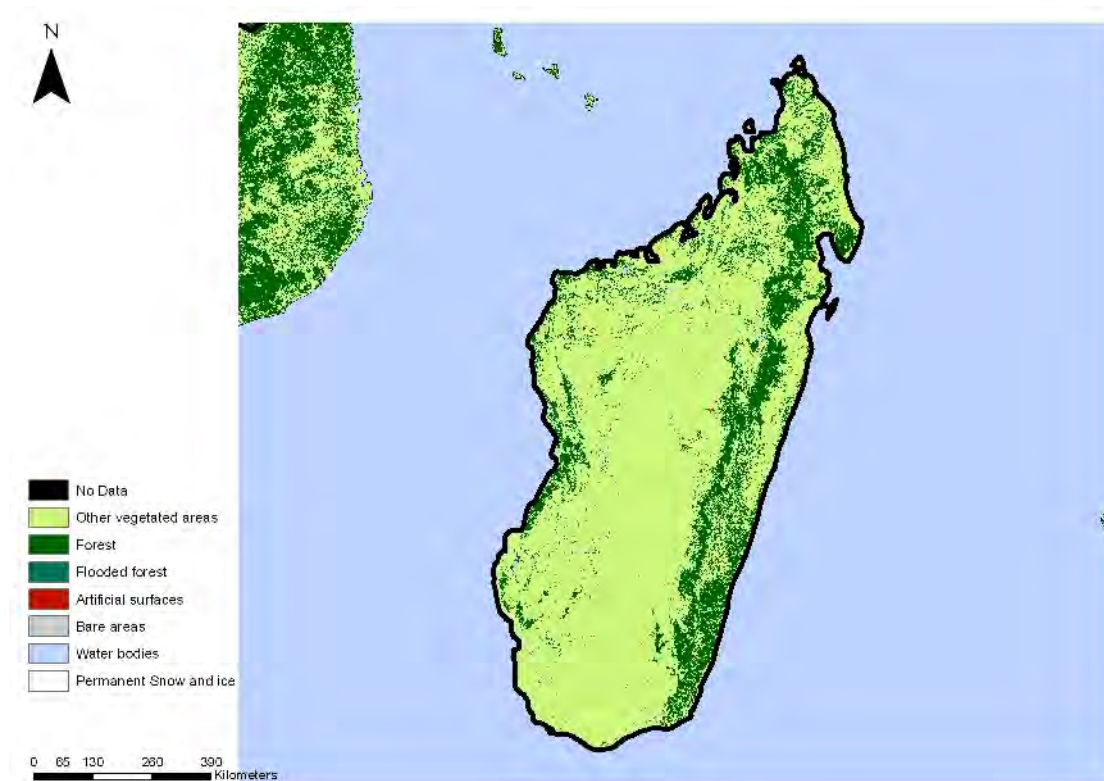 N
No Data
Other vegetated areas
Forest
Flooded forest
Artificial surfaces
Bare areas
Water bodies
Permanent Snow and ice
0 65 130 260 390
Kilometers